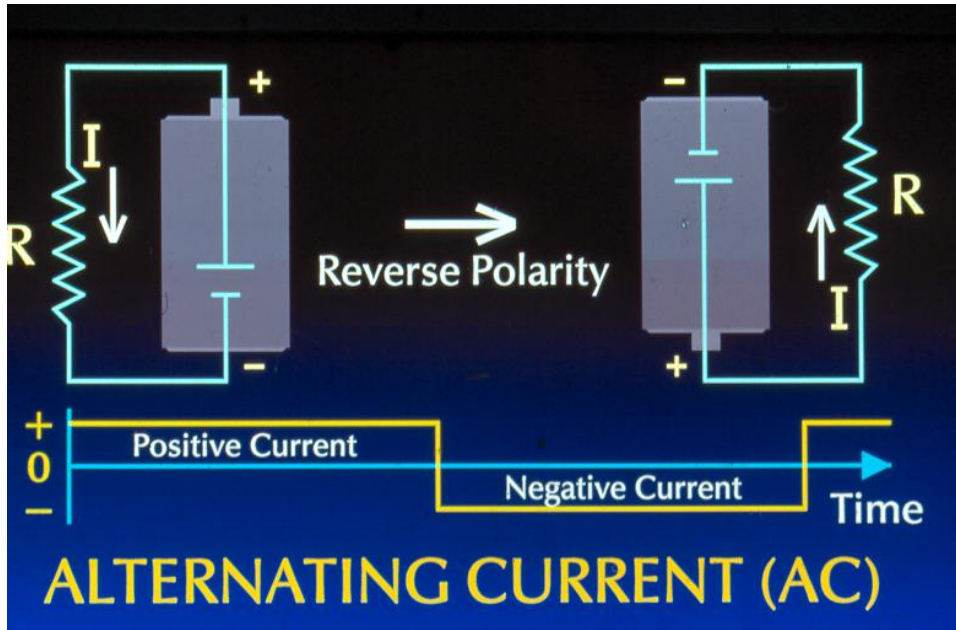 +
I
R
-
Reverse Polarity
-
R
I
+
+
0
-
Positive Current
Negative Current
Time
ALTERNATING CURRENT (AC)